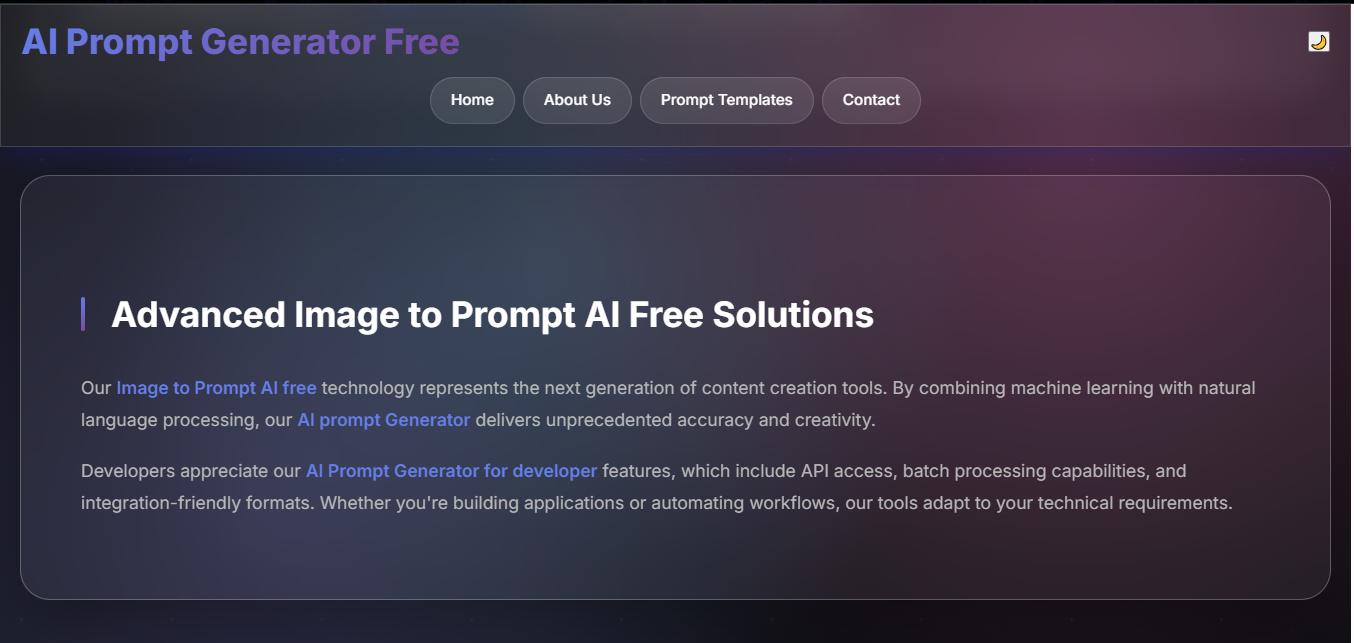 AI Prompt Generator Free
Home About Us Prompt Templates Contact
Advanced Image to Prompt AI Free Solutions
Our Image to Prompt AI free technology represents the next generation of content creation tools. By combining machine learning with natural
language processing, our AI prompt Generator delivers unprecedented accuracy and creativity.
Developers appreciate our AI Prompt Generator for developer features, which include API access, batch processing capabilities, and
integration-friendly formats. Whether you're building applications or automating workflows, our tools adapt to your technical requirements.